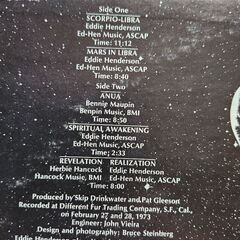 Side One
SCORPIO-LIBRA
Eddie Henderson
Ed-Hen Music, ASCAP
Time: 11:12
MARS IN LIBRA
Eddie Henderson
Ed-Hen Music, ASCAP
Time: 8:40
Side Two
ANUA
Bennie Maupin
Benpin Music, BMI
Time: 8:50
SPIRITUAL AWAKENING
Eddie Henderson
Ed-Hen Music, ASCAP
Time: 2:33
REVELATION REALIZATION
Herbie Hancock Eddie Henderson
Hancock Music, BMI Ed-Hen Music, ASCAP
Time: 8:00
Produced by Skip Drinkwater and Pat Gleeson
Recorded at Different Fur Trading Company, S.F., Cal.,
on February 27 and 28, 1973
Engineer: John Vieira
Design and photography: Bruce Steinberg
Eddie Henderson